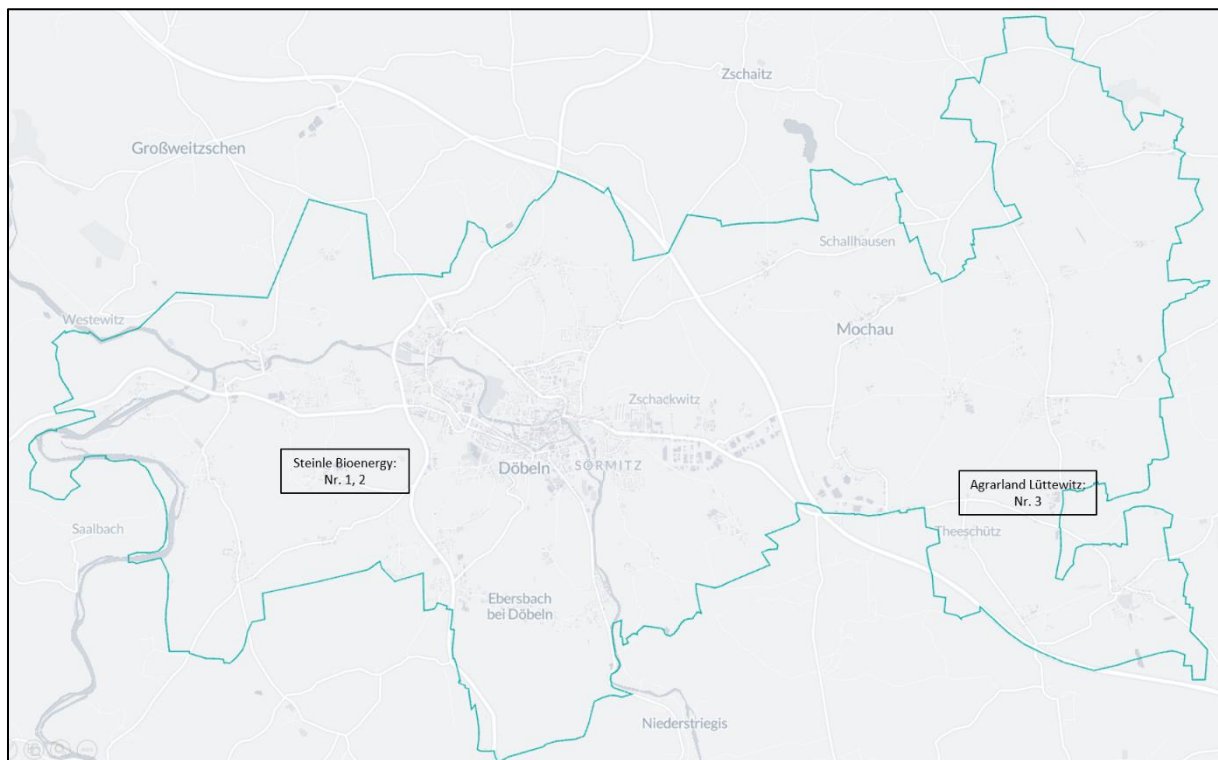 Zschaitz
Großweitzschen
Schallhausen
Westewitz
Mochau
Zschackwitz
Steinle Bioenergy:
Nr. 1, 2
Döbeln
SÖRMITZ
Agrarland Lüttewitz:
Nr. 3
Saalbach
Theeschütz
Ebersbach
bei Döbeln
Niederstriegis